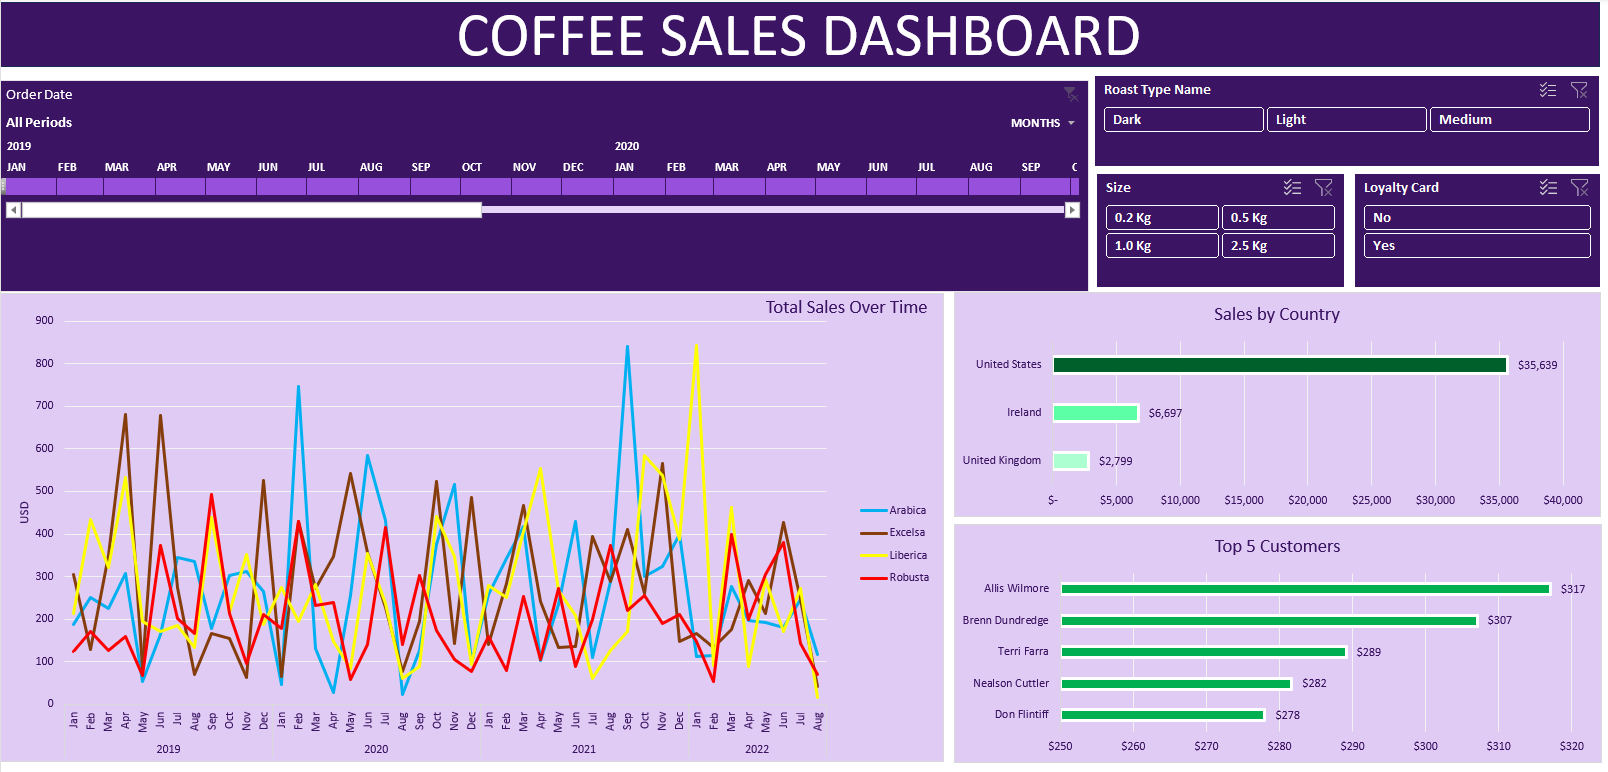 COFFEE SALES DASHBOARD
Order Date
All Periods
MONTHS
2019 2020
JAN FEB MAR APR MAY JUN JUL AUG SEP OCT NOV DEC JAN FEB MAR APR MAY JUN JUL AUG SEP
Roast Type Name
Dark Light Medium
Size
0.2 Kg 0.5 Kg
1.0 Kg 2.5 Kg
Loyalty Card
No
Yes
Total Sales Over Time
900
800
700
600
500
400
300
200
100
0
USD
Jan Feb Mar Apr May Jun Jul Aug Sep Oct Nov Dec Jan Feb Mar Apr May Jun Jul Aug Sep Oct Nov Dec Jan Feb Mar Apr May Jun Jul Aug Sep Oct Nov Dec Jan Feb Mar Apr May Jun Jul Aug
2019 2020 2021 2022
Arabica
Excelsa
Liberica
Robusta
Sales by Country
United States $35,639
Ireland $6,697
United Kingdom $2,799
$- $5,000 $10,000 $15,000 $20,000 $25,000 $30,000 $35,000 $40,000
Top 5 Customers
Allis Wilmore $317
Brenn Dundredge $307
Terri Farra $289
Nealson Cuttler $282
Don Flintiff $278
$250 $260 $270 $280 $290 $300 $310 $320